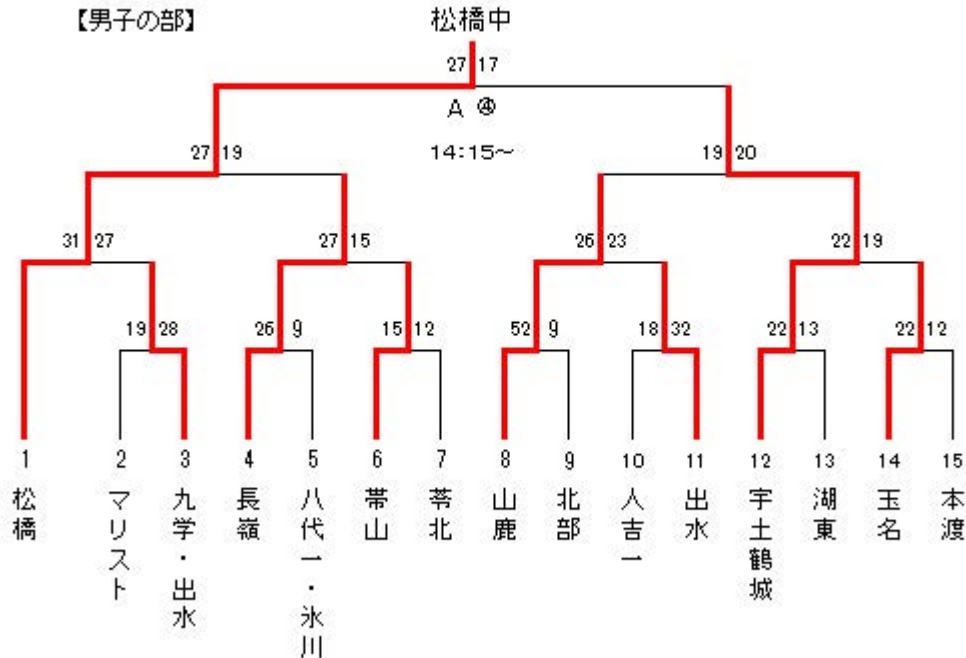 【男子の部】
松橋中
27 17
A ④
14:15～
27 19
19 20
31 27
27 15
26 23
22 19
19 28
26 9
15 12
52 9
18 32
22 13
22 12
1
2
3
4
5
6
7
8
9
10
11
12
13
14
15
松橋
マリスト
九学・出水
長嶺
八代一・氷川
帯山
苓北
山鹿
北部
人吉一
出水
宇土鶴城
湖東
玉名
本渡